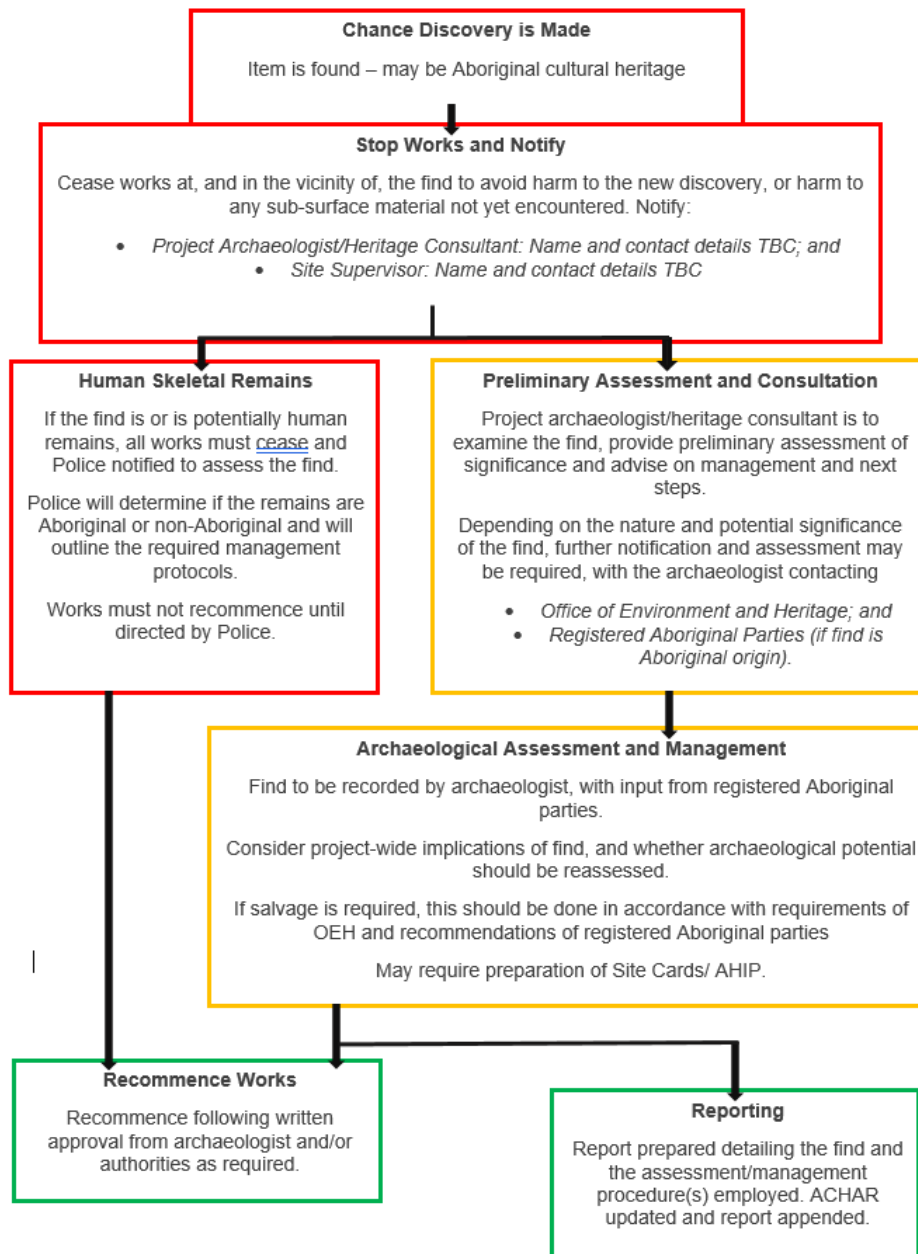 Chance Discovery is Made
Item is found – may be Aboriginal cultural heritage
Stop Works and Notify
Cease works at, and in the vicinity of, the find to avoid harm to the new discovery, or harm to
any sub-surface material not yet encountered. Notify:
• Project Archaeologist/Heritage Consultant: Name and contact details TBC; and
• Site Supervisor: Name and contact details TBC
Human Skeletal Remains
If the find is or is potentially human
remains, all works must cease and
Police notified to assess the find.
Police will determine if the remains are
Aboriginal or non-Aboriginal and will
outline the required management
protocols.
Works must not recommence until
directed by Police.
Preliminary Assessment and Consultation
Project archaeologist/heritage consultant is to
examine the find, provide preliminary assessment of
significance and advise on management and next
steps.
Depending on the nature and potential significance
of the find, further notification and assessment may
be required, with the archaeologist contacting
• Office of Environment and Heritage; and
• Registered Aboriginal Parties (if find is
Aboriginal origin).
Archaeological Assessment and Management
Find to be recorded by archaeologist, with input from registered Aboriginal
parties.
Consider project-wide implications of find, and whether archaeological potential
should be reassessed.
If salvage is required, this should be done in accordance with requirements of
OEH and recommendations of registered Aboriginal parties
May require preparation of Site Cards/ AHIP.
Recommence Works
Recommence following written
approval from archaeologist and/or
authorities as required.
Reporting
Report prepared detailing the find and
the assessment/management
procedure(s) employed. ACHAR
updated and report appended.